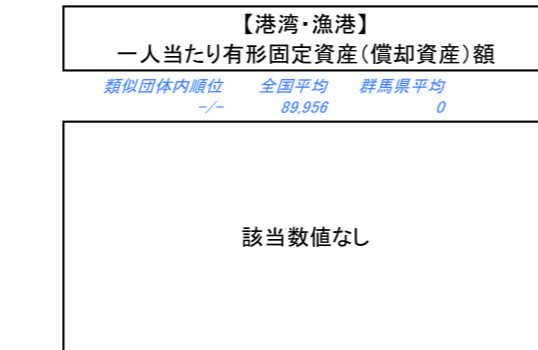 【港湾・漁港】
一人当たり有形固定資産(償却資産)額
類似団体内順位 全国平均 群馬県平均
-/- 89,956 0
該当数値なし